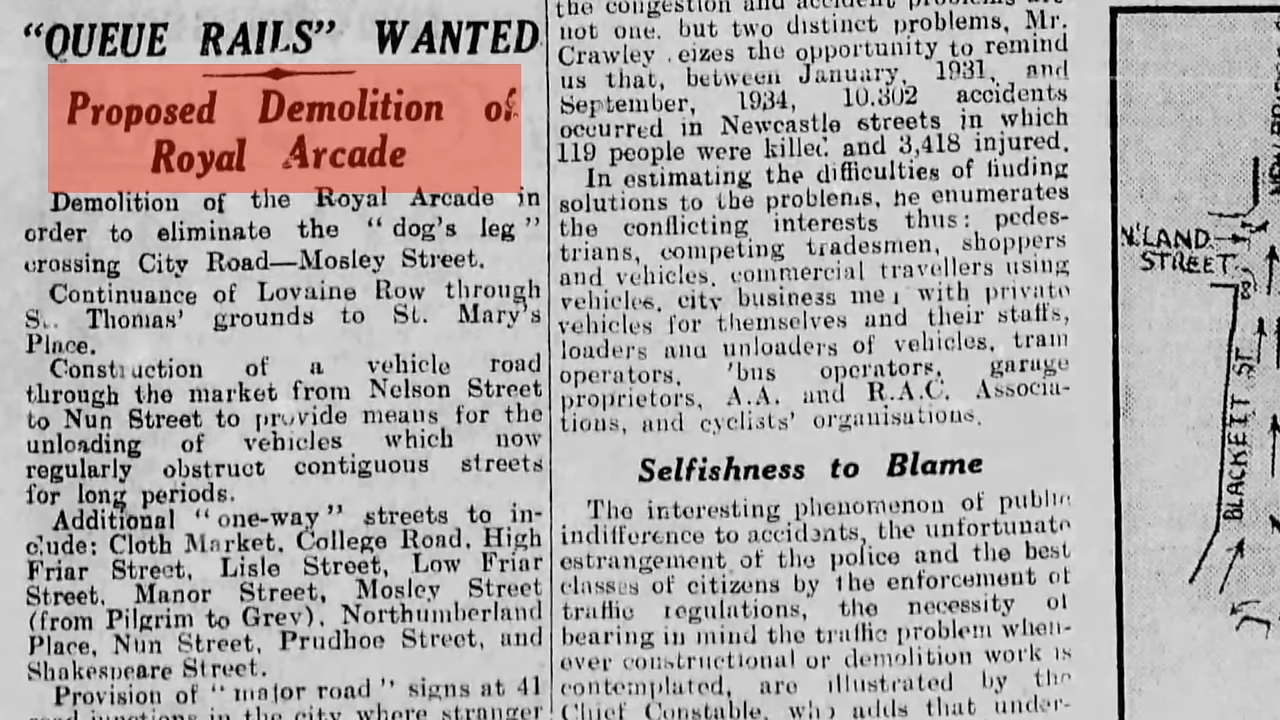 "QUEUE RAILS" WANTED
Proposed Demolition of
Royal Arcade
Demolition of the Royal Arcade in
order to eliminate the "dog's leg"
crossing City Road—Mosley Street.
Continuance of Lovaine Row through
St. Thomas' grounds to St. Mary's
Place.
Construction of a vehicle road
through the market from Nelson Street
to Nun Street to provide means for the
unloading of vehicles which now
regularly obstruct contiguous streets
for long periods.
Additional "one-way" streets to in-
clude: Cloth Market, College Road, High
Friar Street, Lisle Street, Low Friar
Street, Manor Street, Mosley Street
(from Pilgrim to Grey), Northumberland
Place, Nun Street, Prudhoe Street, and
Shakespeare Street.
Provision of "major road" signs at 41
road junctions in the city where stranger
the congestion and accident problems are
not one, but two distinct problems, Mr.
Crawley seizes the opportunity to remind
us that, between January, 1931, and
September, 1934, 10,302 accidents
occurred in Newcastle streets in which
119 people were killed and 3,418 injured.
In estimating the difficulties of finding
solutions to the problems, he enumerates
the conflicting interests thus: pedes-
trians, competing tradesmen, shoppers
and vehicles, commercial travellers using
vehicles, city business men with private
vehicles for themselves and their staffs,
loaders and unloaders of vehicles, tram
operators, 'bus operators, garage
proprietors, A.A. and R.A.C. Associa-
tions, and cyclists' organisations.
Selfishness to Blame
The interesting phenomenon of public
indifference to accidents, the unfortunate
estrangement of the police and the best
classes of citizens by the enforcement of
traffic regulations, the necessity of
bearing in mind the traffic problem when-
ever constructional or demolition work is
contemplated, are illustrated by the
Chief Constable, who adds that under-
N'LAND
STREET
BLACKETT ST